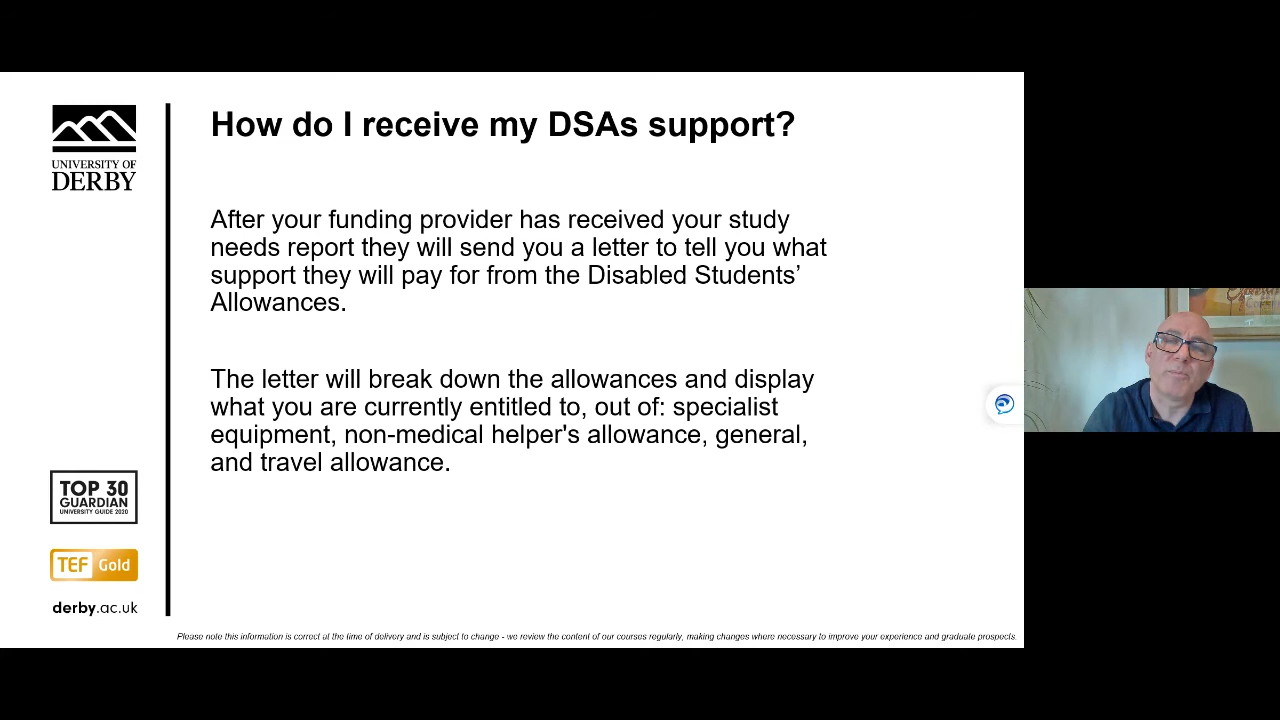 How do I receive my DSAs support?
UNIVERSITY OF
DERBY
After your funding provider has received your study
needs report they will send you a letter to tell you what
support they will pay for from the Disabled Students’
Allowances.
The letter will break down the allowances and display
what you are currently entitled to, out of: specialist
equipment, non-medical helper's allowance, general,
and travel allowance.
TOP 30
GUARDIAN
UNIVERSITY GUIDE 2020
TEF Gold
derby.ac.uk
Please note this information is correct at the time of delivery and is subject to change - we review the content of our courses regularly, making changes where necessary to improve your experience and graduate prospects.